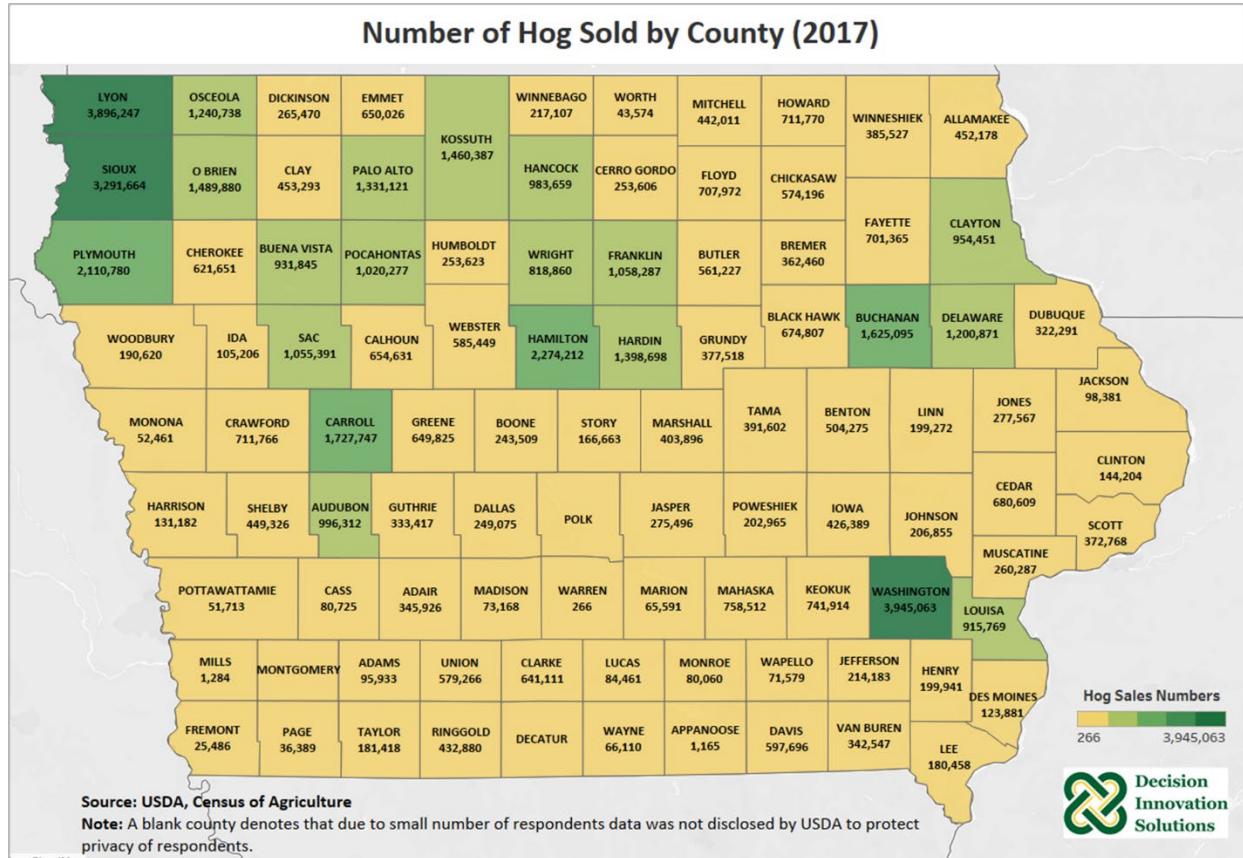 Number of Hog Sold by County (2017)
LYON
3,896,247
OSCEOLA
1,240,738
DICKINSON
265,470
EMMET
650,026
KOSSUTH
1,460,387
WINNEBAGO
217,107
WORTH
43,574
MITCHELL
442,011
HOWARD
711,770
WINNESHIEK
385,527
ALLAMAKEE
452,178
SIOUX
3,291,664
O BRIEN
1,489,880
CLAY
453,293
PALO ALTO
1,331,121
HANCOCK
983,659
CERRO GORDO
253,606
FLOYD
707,972
CHICKASAW
574,196
FAYETTE
701,365
CLAYTON
954,451
PLYMOUTH
2,110,780
CHEROKEE
621,651
BUENA VISTA
931,845
POCAHONTAS
1,020,277
HUMBOLDT
253,623
WRIGHT
818,860
FRANKLIN
1,058,287
BUTLER
561,227
BREMER
362,460
WOODBURY
190,620
IDA
105,206
SAC
1,055,391
CALHOUN
654,631
WEBSTER
585,449
HAMILTON
2,274,212
HARDIN
1,398,698
GRUNDY
377,518
BLACK HAWK
674,807
BUCHANAN
1,625,095
DELAWARE
1,200,871
DUBUQUE
322,291
MONONA
52,461
CRAWFORD
711,766
CARROLL
1,727,747
GREENE
649,825
BOONE
243,509
STORY
166,663
MARSHALL
403,896
TAMA
391,602
BENTON
504,275
LINN
199,272
JONES
277,567
JACKSON
98,381
CLINTON
144,204
HARRISON
131,182
SHELBY
449,326
AUDUBON
996,312
GUTHRIE
333,417
DALLAS
249,075
POLK
JASPER
275,496
POWESHIEK
202,965
IOWA
426,389
JOHNSON
206,855
CEDAR
680,609
SCOTT
372,768
MUSCATINE
260,287
POTTAWATTAMIE
51,713
CASS
80,725
ADAIR
345,926
MADISON
73,168
WARREN
266
MARION
65,591
MAHASKA
758,512
KEOKUK
741,914
WASHINGTON
3,945,063
LOUISA
915,769
MILLS
1,284
MONTGOMERY
ADAMS
95,933
UNION
579,266
CLARKE
641,111
LUCAS
84,461
MONROE
80,060
WAPELLO
71,579
JEFFERSON
214,183
HENRY
199,941
DES MOINES
123,881
FREMONT
25,486
PAGE
36,389
TAYLOR
181,418
RINGGOLD
432,880
DECATUR
WAYNE
66,110
APPANOOSE
1,165
DAVIS
597,696
VAN BUREN
342,547
LEE
180,458
Hog Sales Numbers
266 3,945,063
Source: USDA, Census of Agriculture
Note: A blank county denotes that due to small number of respondents data was not disclosed by USDA to protect
privacy of respondents.
Decision
Innovation
Solutions